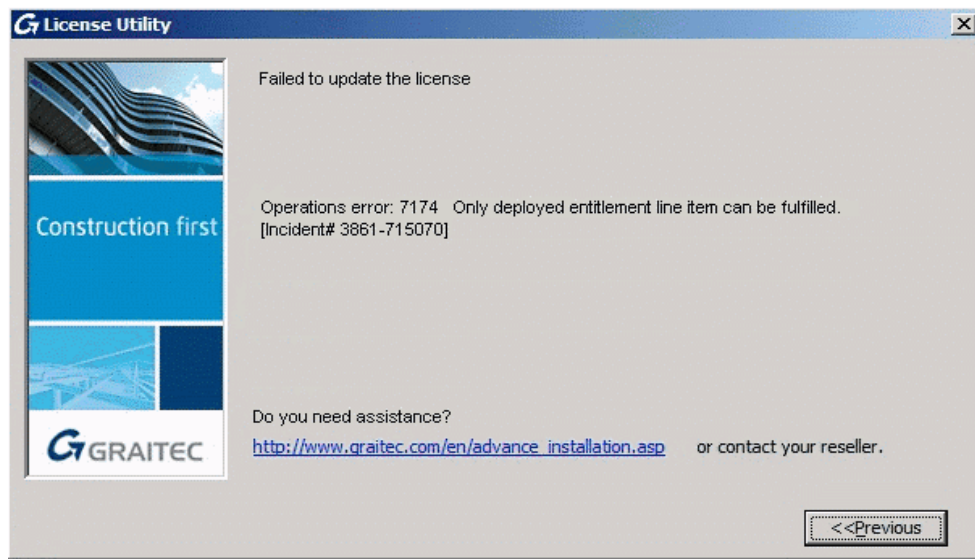 License Utility
Failed to update the license
Operations error: 7174 Only deployed entitlement line item can be fulfilled.
[Incident# 3861-715070]
Construction first
GRAITEC
Do you need assistance?
http://www.graitec.com/en/advance_installation.asp or contact your reseller.
<<Previous